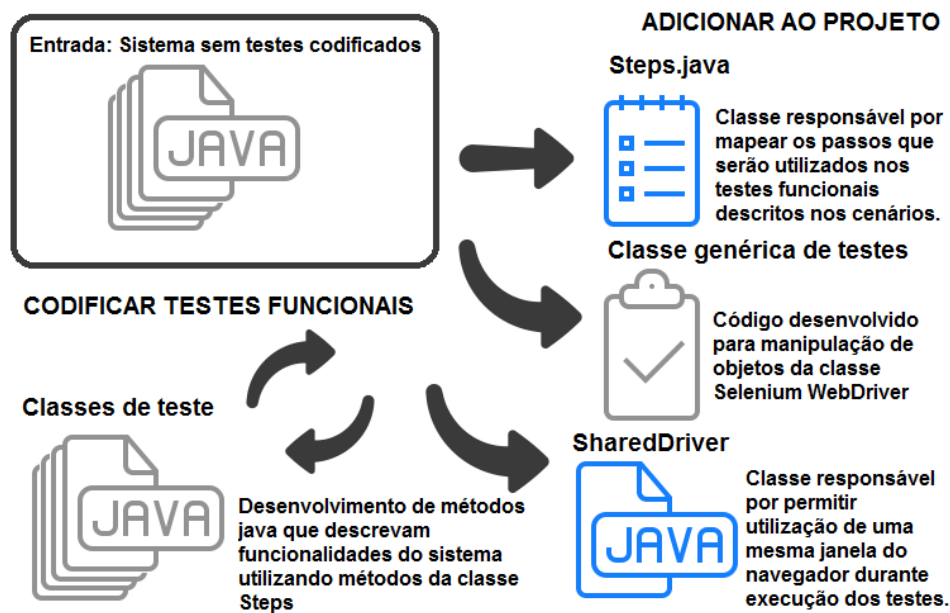 Entrada: Sistema sem testes codificados
JAVA
ADICIONAR AO PROJETO
Steps.java
Classe responsável por
mapear os passos que
serão utilizados nos
testes funcionais
descritos nos cenários.
Classe genérica de testes
Código desenvolvido
para manipulação de
objetos da classe
Selenium WebDriver
SharedDriver
JAVA
Classe responsável
por permitir
utilização de uma
mesma janela do
navegador durante
execução dos testes.
CODIFICAR TESTES FUNCIONAIS
Classes de teste
JAVA
Desenvolvimento de métodos
java que descrevam
funcionalidades do sistema
utilizando métodos da classe
Steps